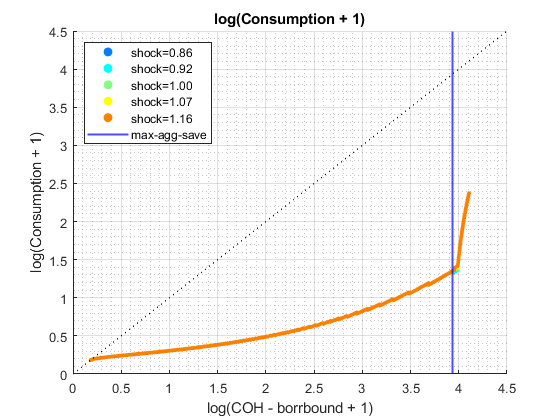 log(Consumption + 1)
4.5
4
3.5
3
2.5
2
1.5
1
0.5
0
log(Consumption + 1)
shock=0.86
shock=0.92
shock=1.00
shock=1.07
shock=1.16
max-agg-save
0 0.5 1 1.5 2 2.5 3 3.5 4 4.5
log(COH - borrbound + 1)